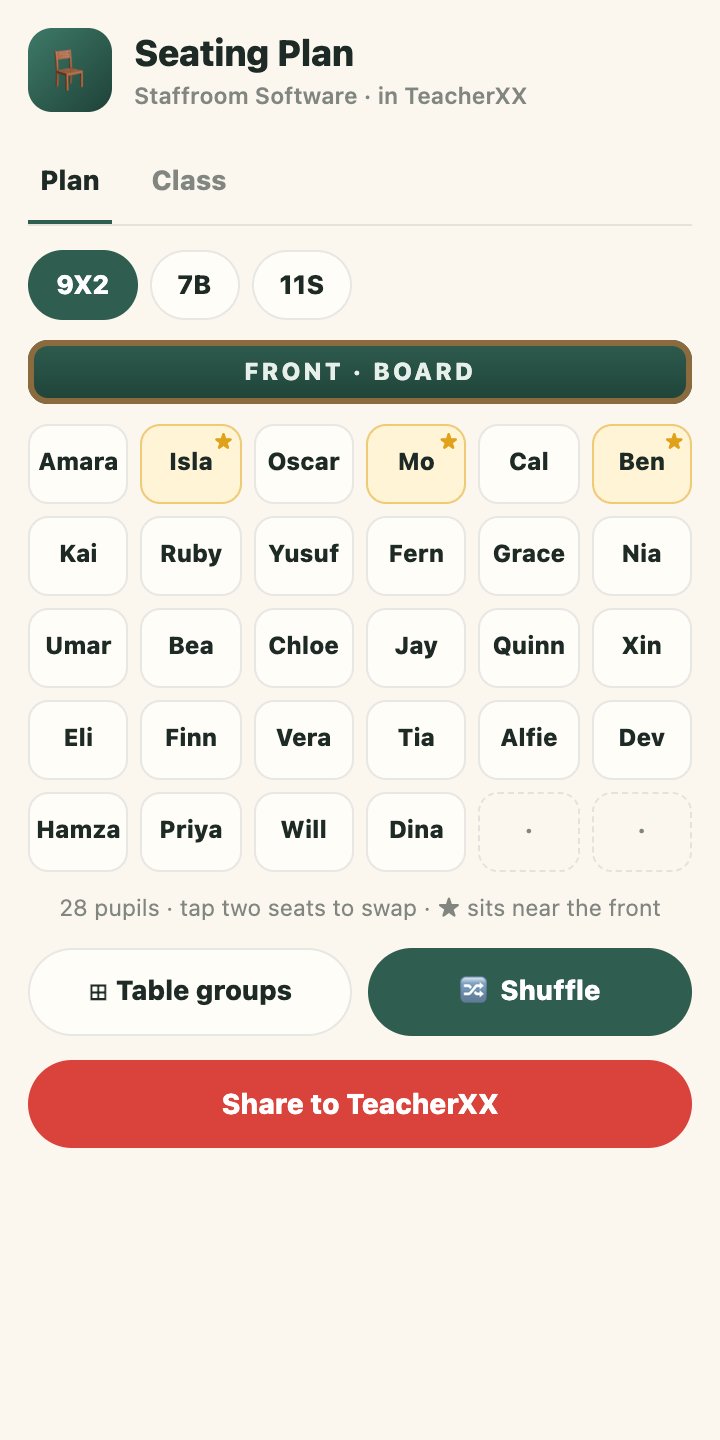 Seating Plan
Staffroom Software · in TeacherXX
Plan Class
9X2 7B 11S
FRONT · BOARD
Amara Isla Oscar Mo Cal Ben
Kai Ruby Yusuf Fern Grace Nia
Umar Bea Chloe Jay Quinn Xin
Eli Finn Vera Tia Alfie Dev
Hamza Priya Will Dina · ·
28 pupils · tap two seats to swap · ★ sits near the front
⊞ Table groups 🔀 Shuffle
Share to TeacherXX